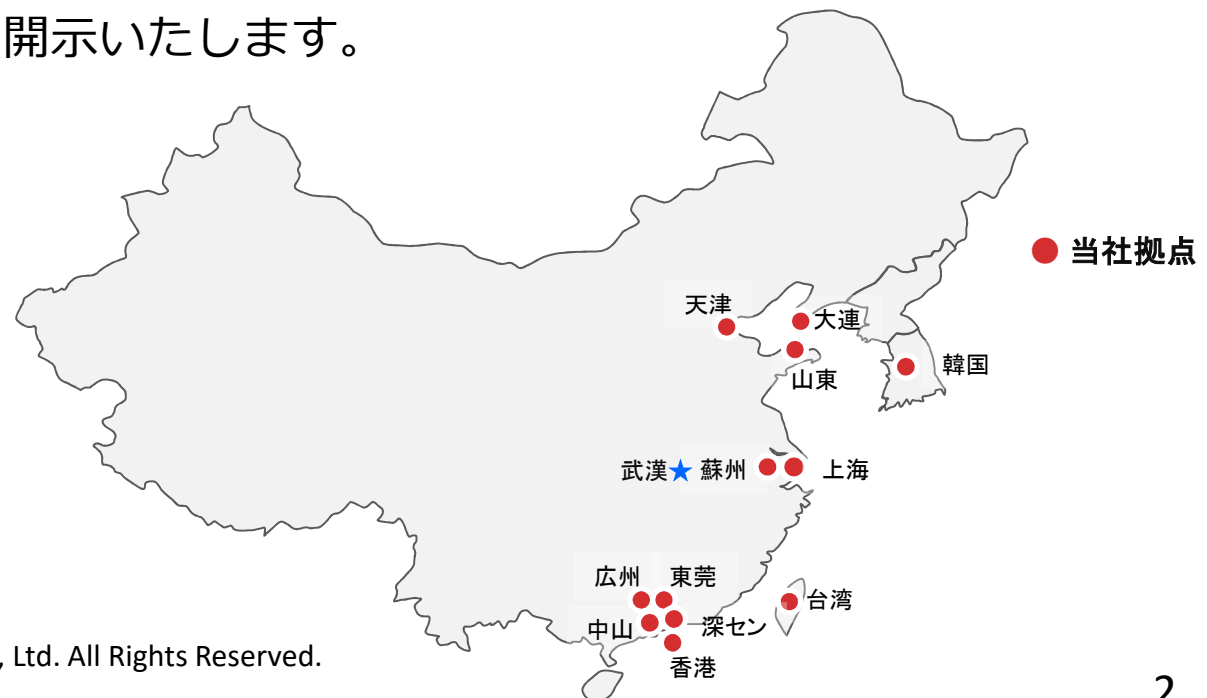 開示いたします。
● 当社拠点
天津
大連
山東
韓国
武漢★ 蘇州
上海
広州 東莞
台湾
中山 深セン
香港
, Ltd. All Rights Reserved.
2